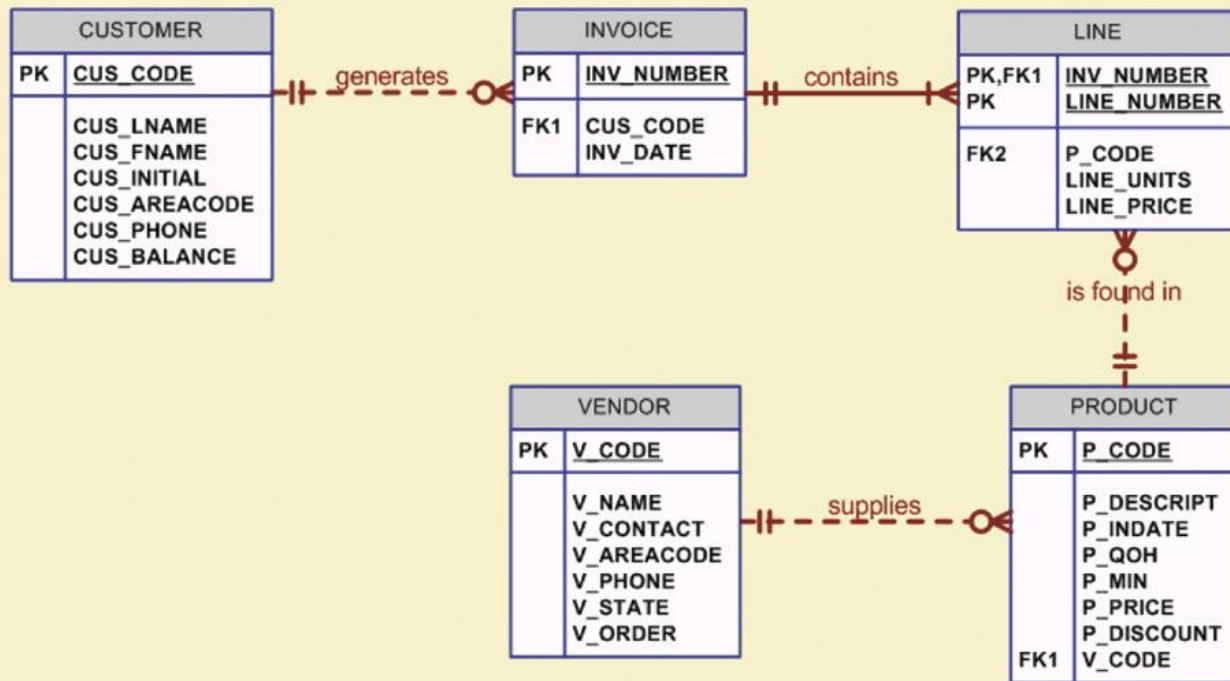 CUSTOMER
PK CUS_CODE
CUS_LNAME
CUS_FNAME
CUS_INITIAL
CUS_AREACODE
CUS_PHONE
CUS_BALANCE
generates
INVOICE
PK INV_NUMBER
FK1 CUS_CODE
INV_DATE
contains
LINE
PK,FK1 INV_NUMBER
PK LINE_NUMBER
FK2 P_CODE
LINE_UNITS
LINE_PRICE
is found in
VENDOR
PK V_CODE
V_NAME
V_CONTACT
V_AREACODE
V_PHONE
V_STATE
V_ORDER
supplies
PRODUCT
PK P_CODE
P_DESCRIPT
P_INDATE
P_QOH
P_MIN
P_PRICE
P_DISCOUNT
FK1 V_CODE